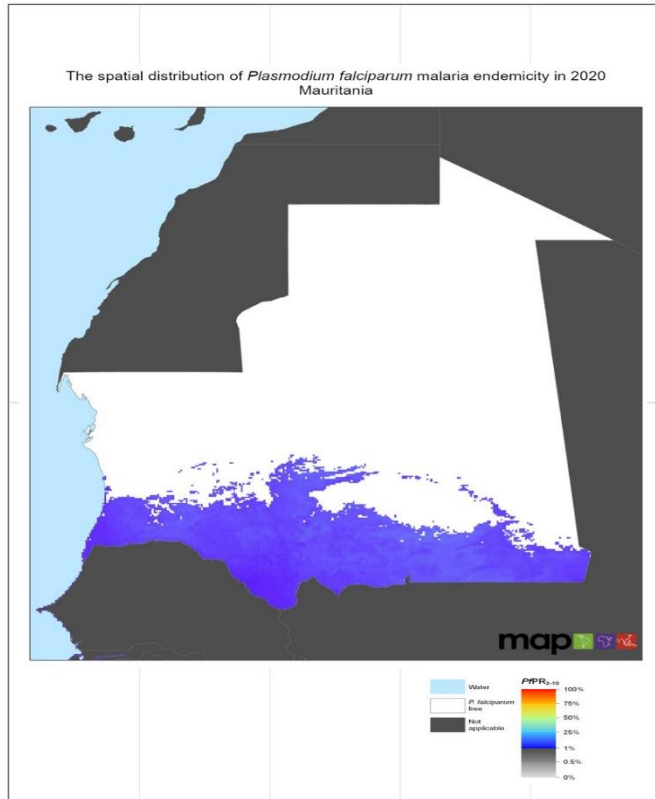 The spatial distribution of Plasmodium falciparum malaria endemicity in 2020
Mauritania
map
Water
P. falciparum
free
Not
applicable
PfPR2-10
100%
75%
50%
25%
1%
0.5%
0%